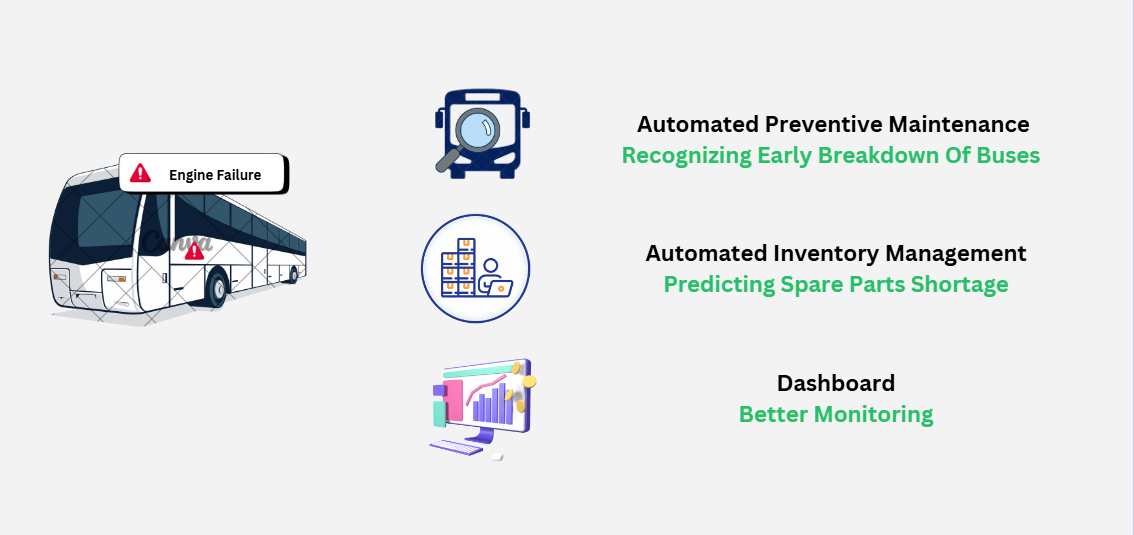 Engine Failure
Canva
Automated Preventive Maintenance
Recognizing Early Breakdown Of Buses
Automated Inventory Management
Predicting Spare Parts Shortage
Dashboard
Better Monitoring